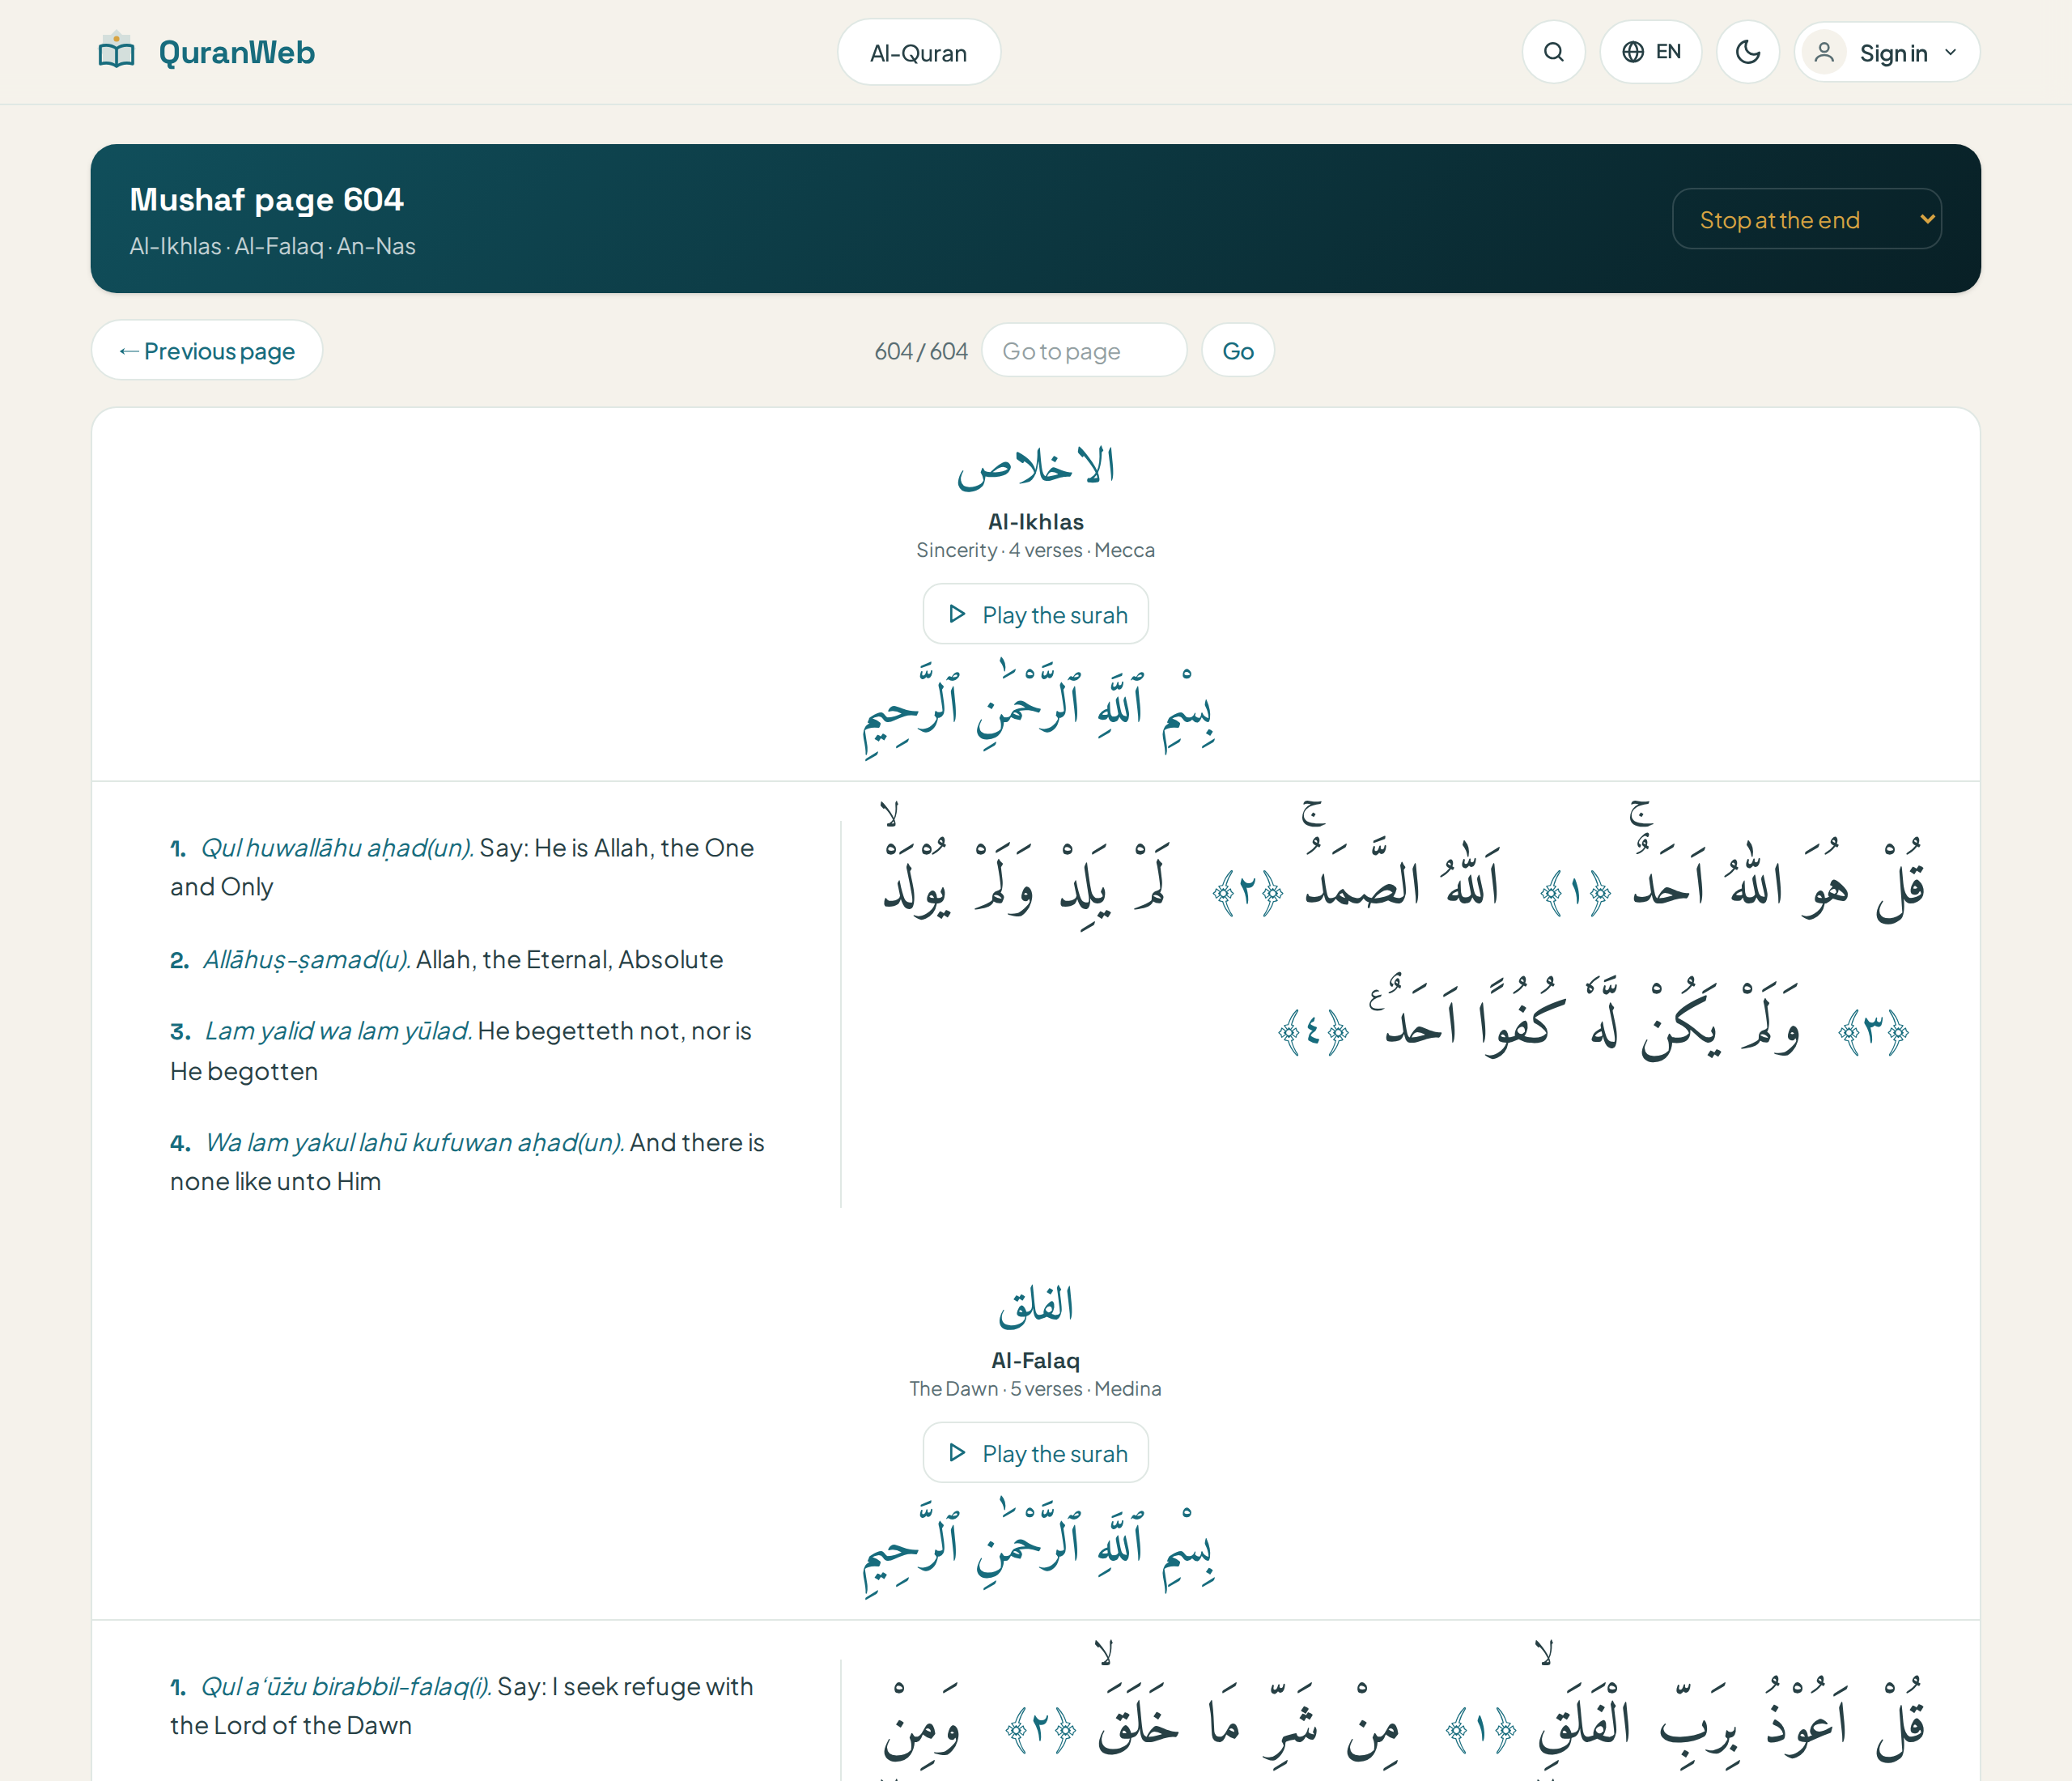 QuranWeb
Al-Quran
EN
Sign in
Mushaf page 604
Al-Ikhlas · Al-Falaq · An-Nas
Stop at the end
← Previous page
604 / 604
Go to page
Go
الاخلاص
Al-Ikhlas
Sincerity · 4 verses · Mecca
Play the surah
بِسْمِ ٱللَّهِ ٱلرَّحْمَٰنِ ٱلرَّحِيمِ
1. Qul huwallāhu aḥad(un). Say: He is Allah, the One
and Only
2. Allāhuṣ-ṣamad(u). Allah, the Eternal, Absolute
3. Lam yalid wa lam yūlad. He begetteth not, nor is
He begotten
4. Wa lam yakul lahū kufuwan aḥad(un). And there is
none like unto Him
قُلْ هُوَ اللّٰهُ اَحَدٌۚ ﴿١﴾ اَللّٰهُ الصَّمَدُۚ ﴿٢﴾ لَمْ يَلِدْ وَلَمْ يُوْلَدْۙ
﴿٣﴾ وَلَمْ يَكُنْ لَّهٗ كُفُوًا اَحَدٌ ࣖ ﴿٤﴾
الفلق
Al-Falaq
The Dawn · 5 verses · Medina
Play the surah
بِسْمِ ٱللَّهِ ٱلرَّحْمَٰنِ ٱلرَّحِيمِ
1. Qul a‘ūżu birabbil-falaq(i). Say: I seek refuge with
the Lord of the Dawn
قُلْ اَعُوْذُ بِرَبِّ الْفَلَقِۙ ﴿١﴾ مِنْ شَرِّ مَا خَلَقَۙ ﴿٢﴾ وَمِنْ